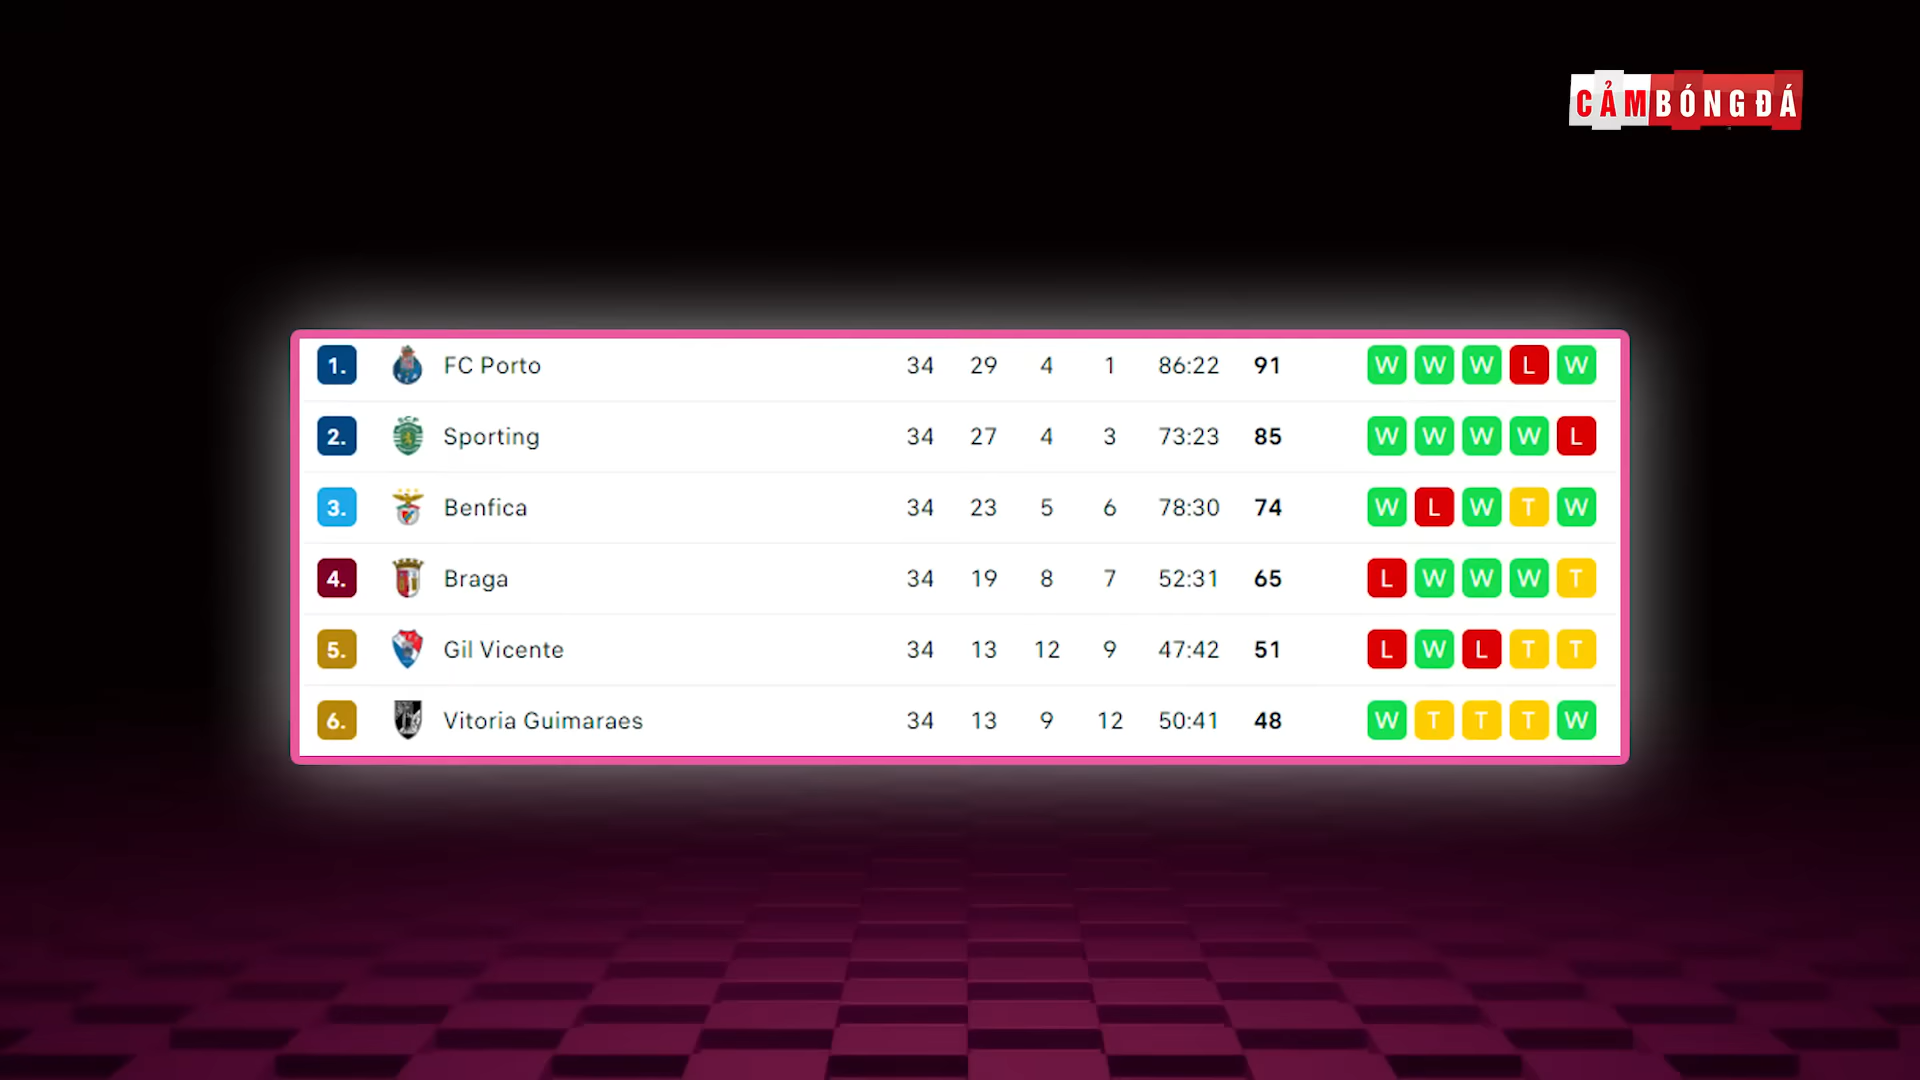 CẢMBÓNGĐÁ
1. FC Porto 34 29 4 1 86:22 91 W W W L W
2. Sporting 34 27 4 3 73:23 85 W W W W L
3. Benfica 34 23 5 6 78:30 74 W L W T W
4. Braga 34 19 8 7 52:31 65 L W W W T
5. Gil Vicente 34 13 12 9 47:42 51 L W L T T
6. Vitoria Guimaraes 34 13 9 12 50:41 48 W T T T W